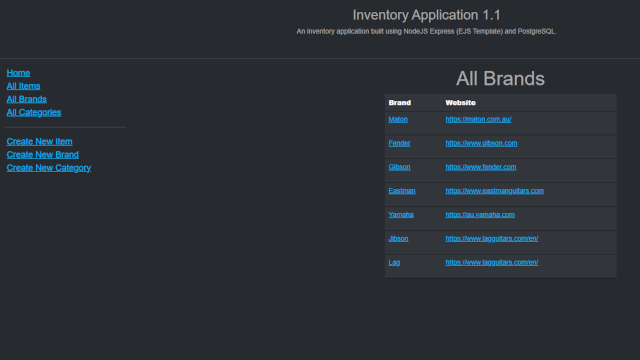 Inventory Application 1.1
An inventory application built using NodeJS Express (EJS Template) and PostgreSQL.
Home
All Items
All Brands
All Categories
Create New Item
Create New Brand
Create New Category
All Brands
Brand Website
Maton https://maton.com.au/
Fender https://www.gibson.com
Gibson https://www.fender.com
Eastman https://www.eastmanguitars.com
Yamaha https://au.yamaha.com
Jibson https://www.lagguitars.com/en/
Lag https://www.lagguitars.com/en/